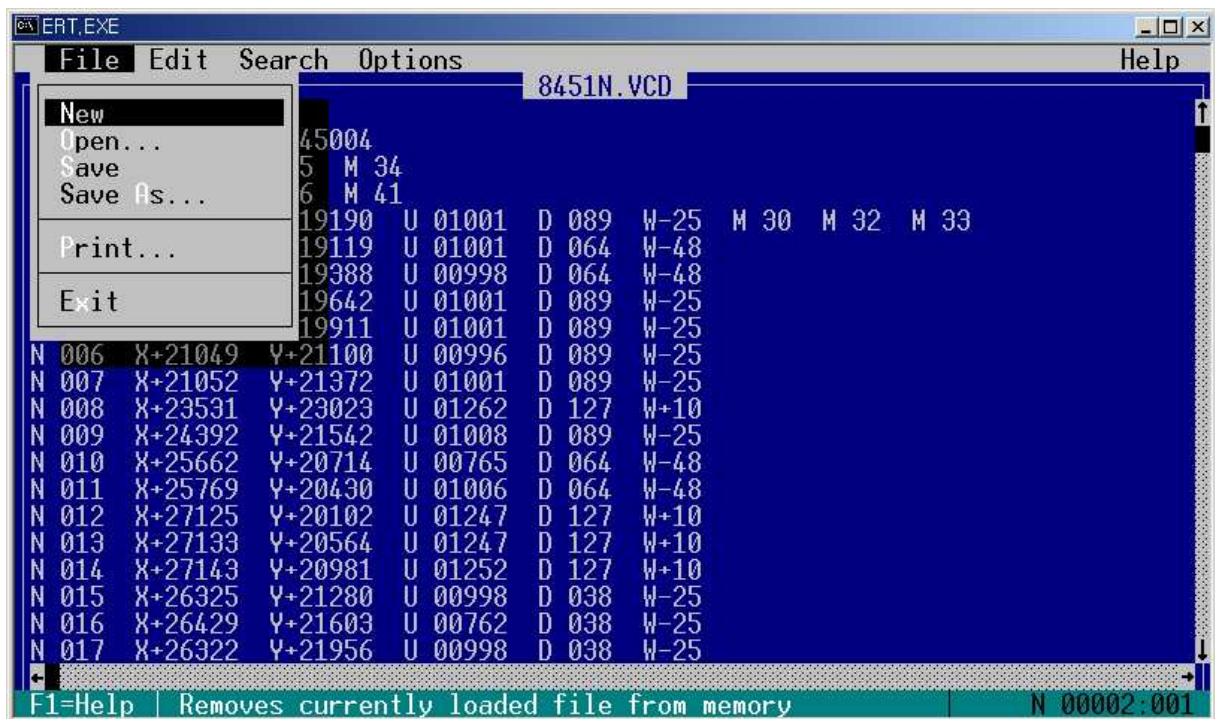 ERT,EXE
File Edit Search Options Help
8451N.VCD
New
Open...
45004
Save
5 M 34
Save As...
6 M 41
19190 U 01001 D 089 W-25 M 30 M 32 M 33
Print...
19119 U 01001 D 064 W-48
19388 U 00998 D 064 W-48
Exit
19642 U 01001 D 089 W-25
19911 U 01001 D 089 W-25
N 006 X+21049 Y+21100 U 00996 D 089 W-25
N 007 X+21052 Y+21372 U 01001 D 089 W-25
N 008 X+23531 Y+23023 U 01262 D 127 W+10
N 009 X+24392 Y+21542 U 01008 D 089 W-25
N 010 X+25662 Y+20714 U 00765 D 064 W-48
N 011 X+25769 Y+20430 U 01006 D 064 W-48
N 012 X+27125 Y+20102 U 01247 D 127 W+10
N 013 X+27133 Y+20564 U 01247 D 127 W+10
N 014 X+27143 Y+20981 U 01252 D 127 W+10
N 015 X+26325 Y+21280 U 00998 D 038 W-25
N 016 X+26429 Y+21603 U 00762 D 038 W-25
N 017 X+26322 Y+21956 U 00998 D 038 W-25
F1=Help | Removes currently loaded file from memory | N 00002:001